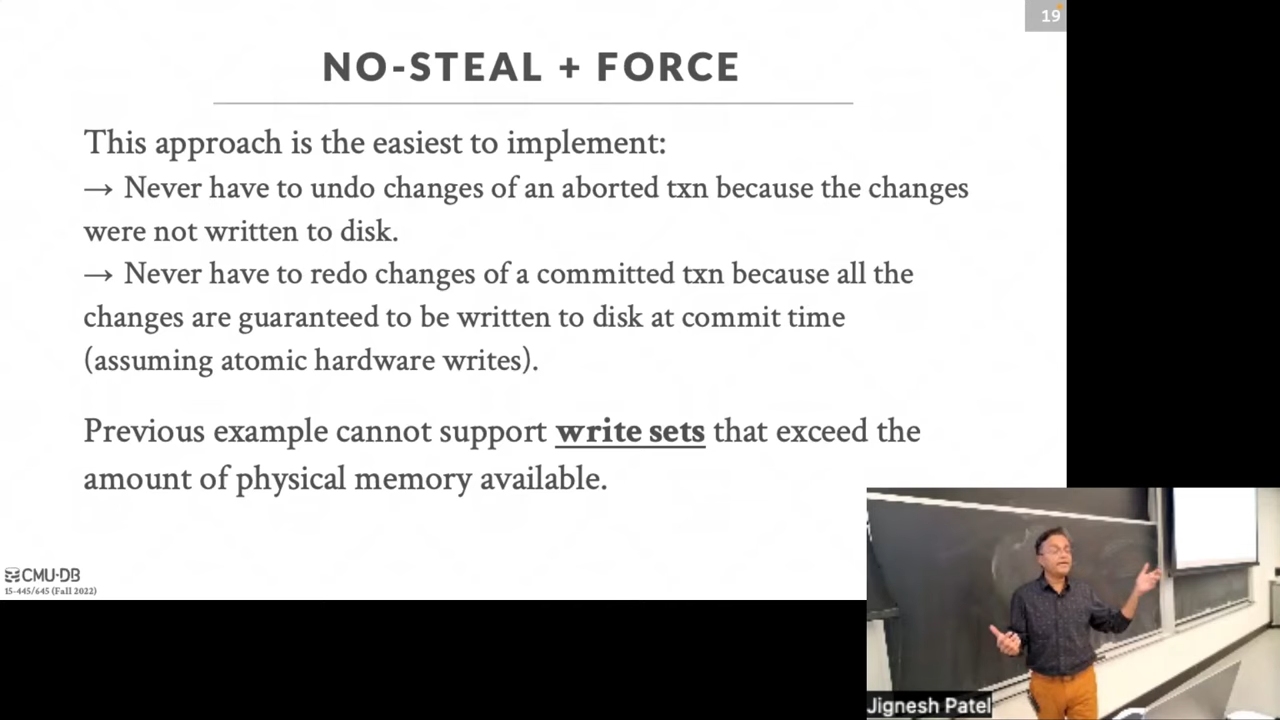 19
NO-STEAL + FORCE
This approach is the easiest to implement:
→ Never have to undo changes of an aborted txn because the changes
were not written to disk.
→ Never have to redo changes of a committed txn because all the
changes are guaranteed to be written to disk at commit time
(assuming atomic hardware writes).
Previous example cannot support write sets that exceed the
amount of physical memory available.
CMU·DB
15-445/645 (Fall 2022)
Jignesh Patel